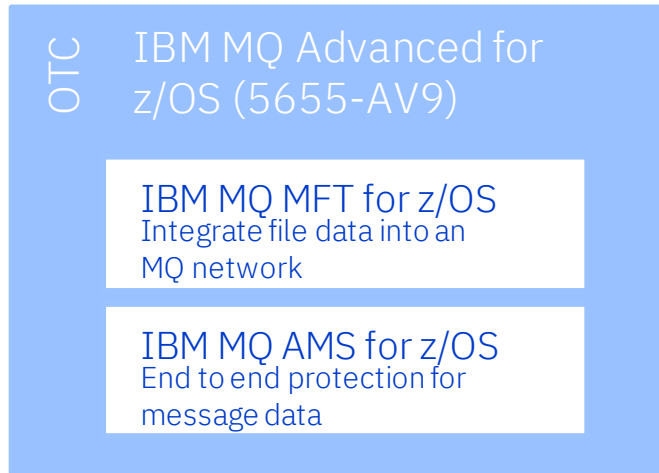 OTC
IBM MQ Advanced for
z/OS (5655-AV9)
IBM MQ MFT for z/OS
Integrate file data into an
MQ network
IBM MQ AMS for z/OS
End to end protection for
message data